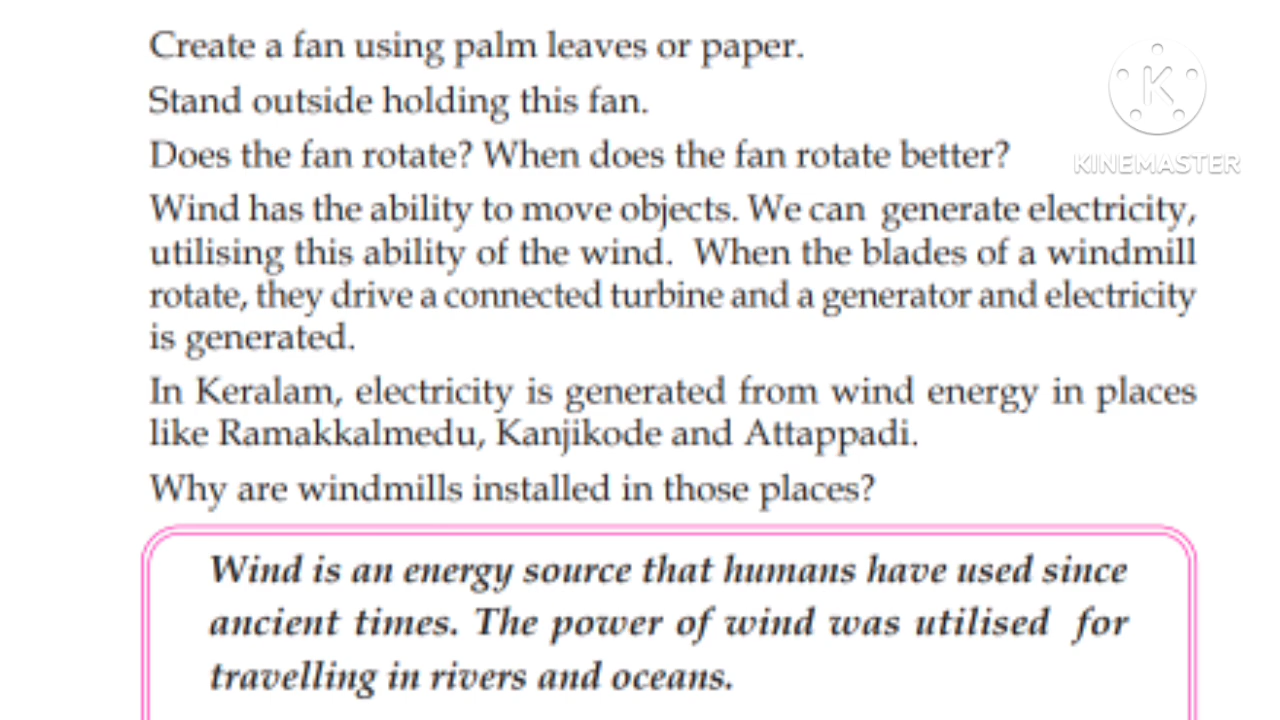 Create a fan using palm leaves or paper.
Stand outside holding this fan.
Does the fan rotate? When does the fan rotate better?
Wind has the ability to move objects. We can generate electricity,
utilising this ability of the wind. When the blades of a windmill
rotate, they drive a connected turbine and a generator and electricity
is generated.
In Keralam, electricity is generated from wind energy in places
like Ramakkalmedu, Kanjikode and Attappadi.
Why are windmills installed in those places?
Wind is an energy source that humans have used since
ancient times. The power of wind was utilised for
travelling in rivers and oceans.
K
KINEMASTER